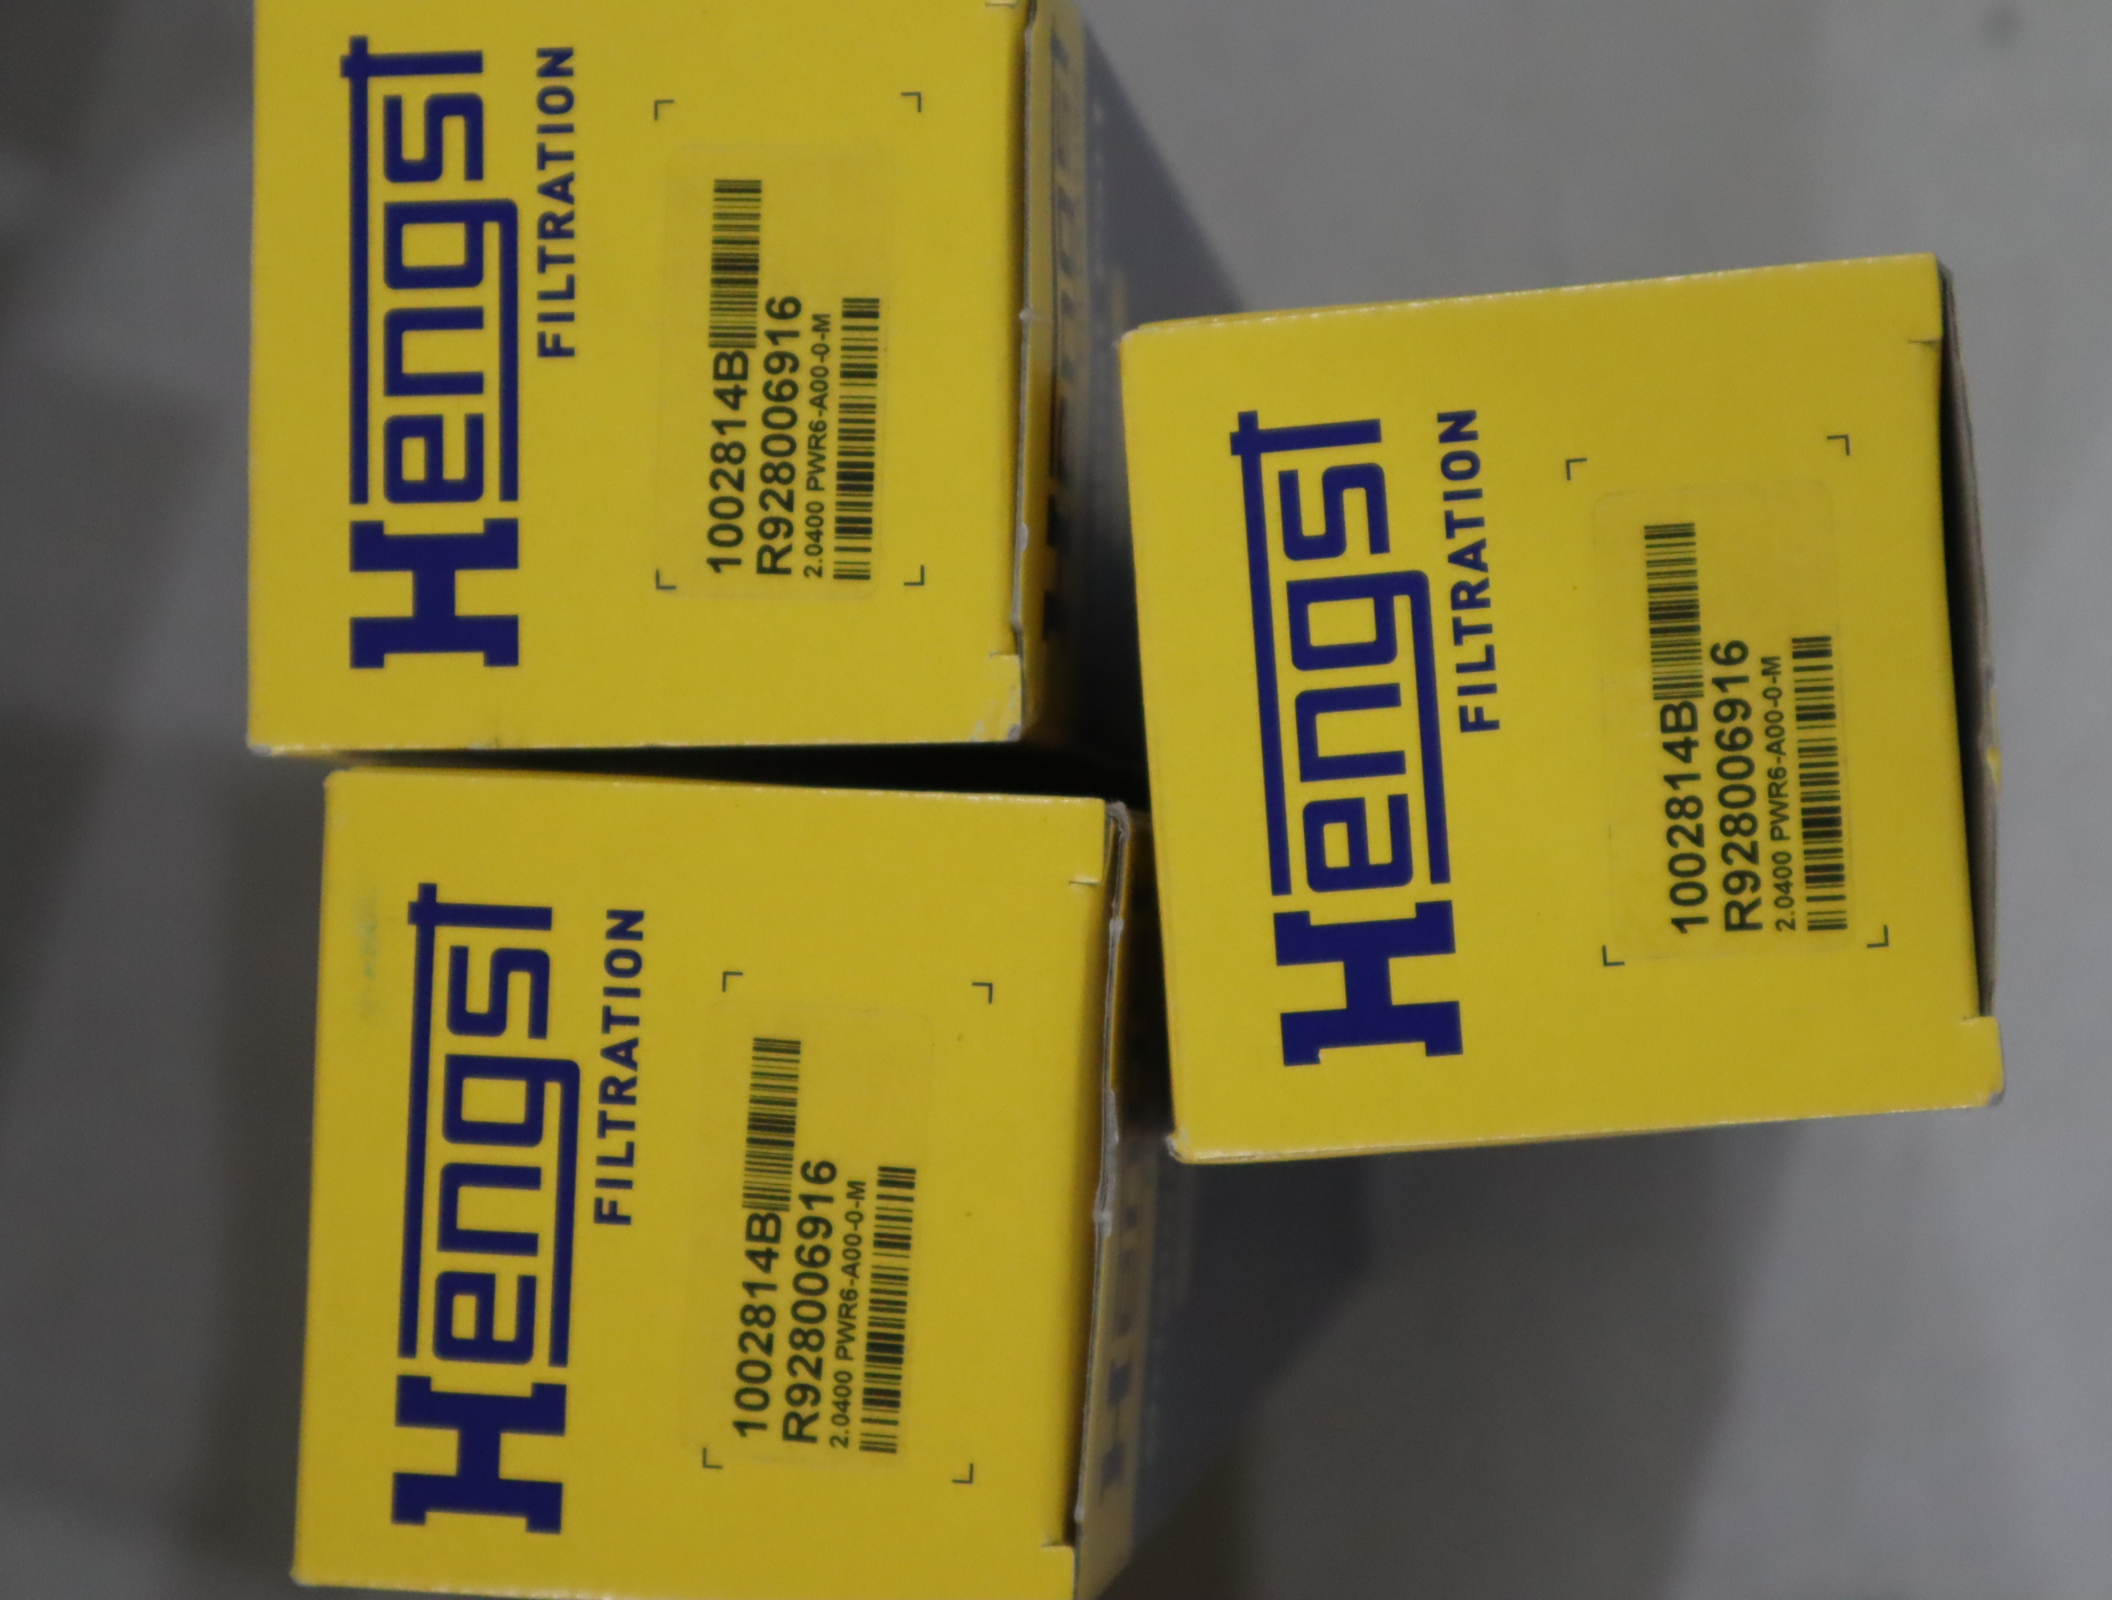 Hengst
FILTRATION
1002814B
R928006916
2.0400 PWR6-A00-0-M
Hengst
FILTRATION
1002814B
R928006916
2.0400 PWR6-A00-0-M
Hengst
FILTRATION
1002814B
R928006916
2.0400 PWR6-A00-0-M